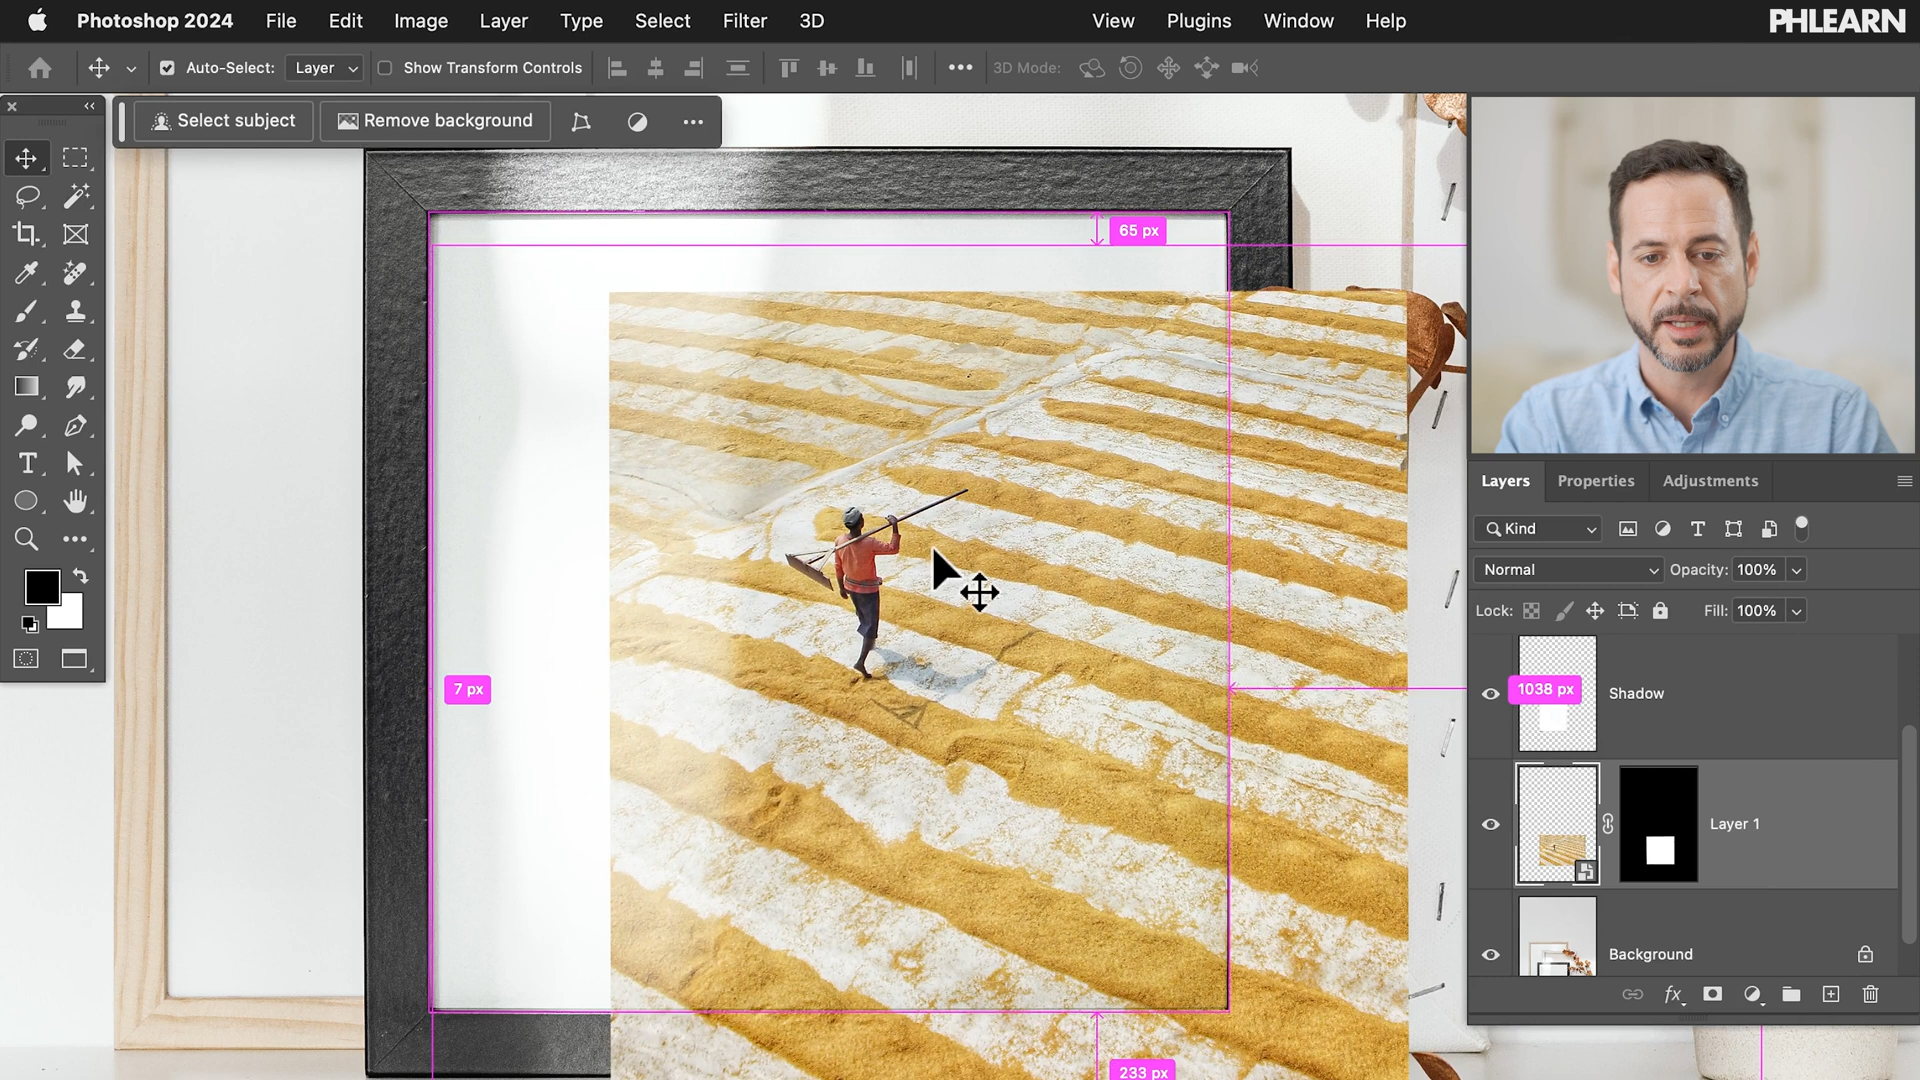 Photoshop 2024 File Edit Image Layer Type Select Filter 3D View Plugins Window Help PHLEARN
Auto-Select: Layer Show Transform Controls 3D Mode:
Select subject Remove background
65 px
Layers Properties Adjustments
Kind
Normal Opacity: 100%
Lock: Fill: 100%
7 px
1038 px Shadow
Layer 1
Background
fx
233 px